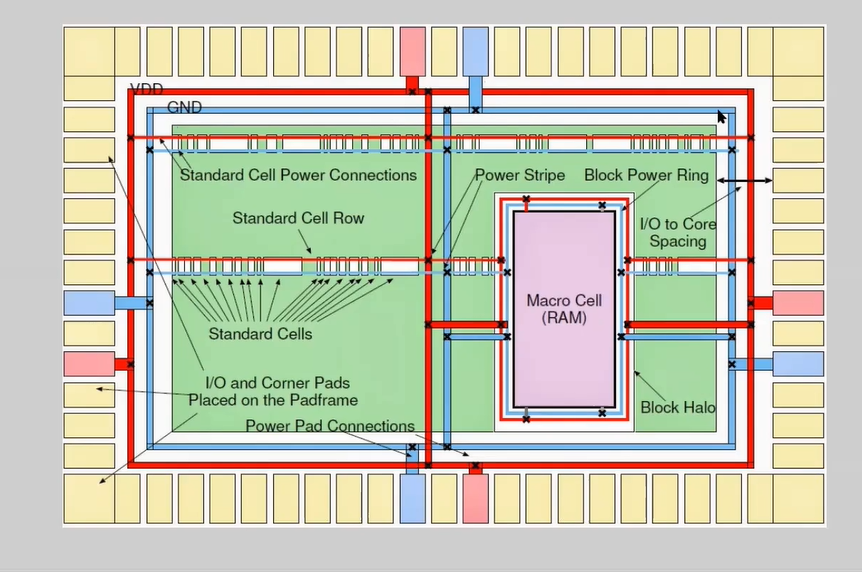 VDD
GND
Standard Cell Power Connections
Power Stripe
Block Power Ring
Standard Cell Row
I/O to Core
Spacing
Macro Cell
(RAM)
Standard Cells
I/O and Corner Pads
Placed on the Padframe
Block Halo
Power Pad Connections